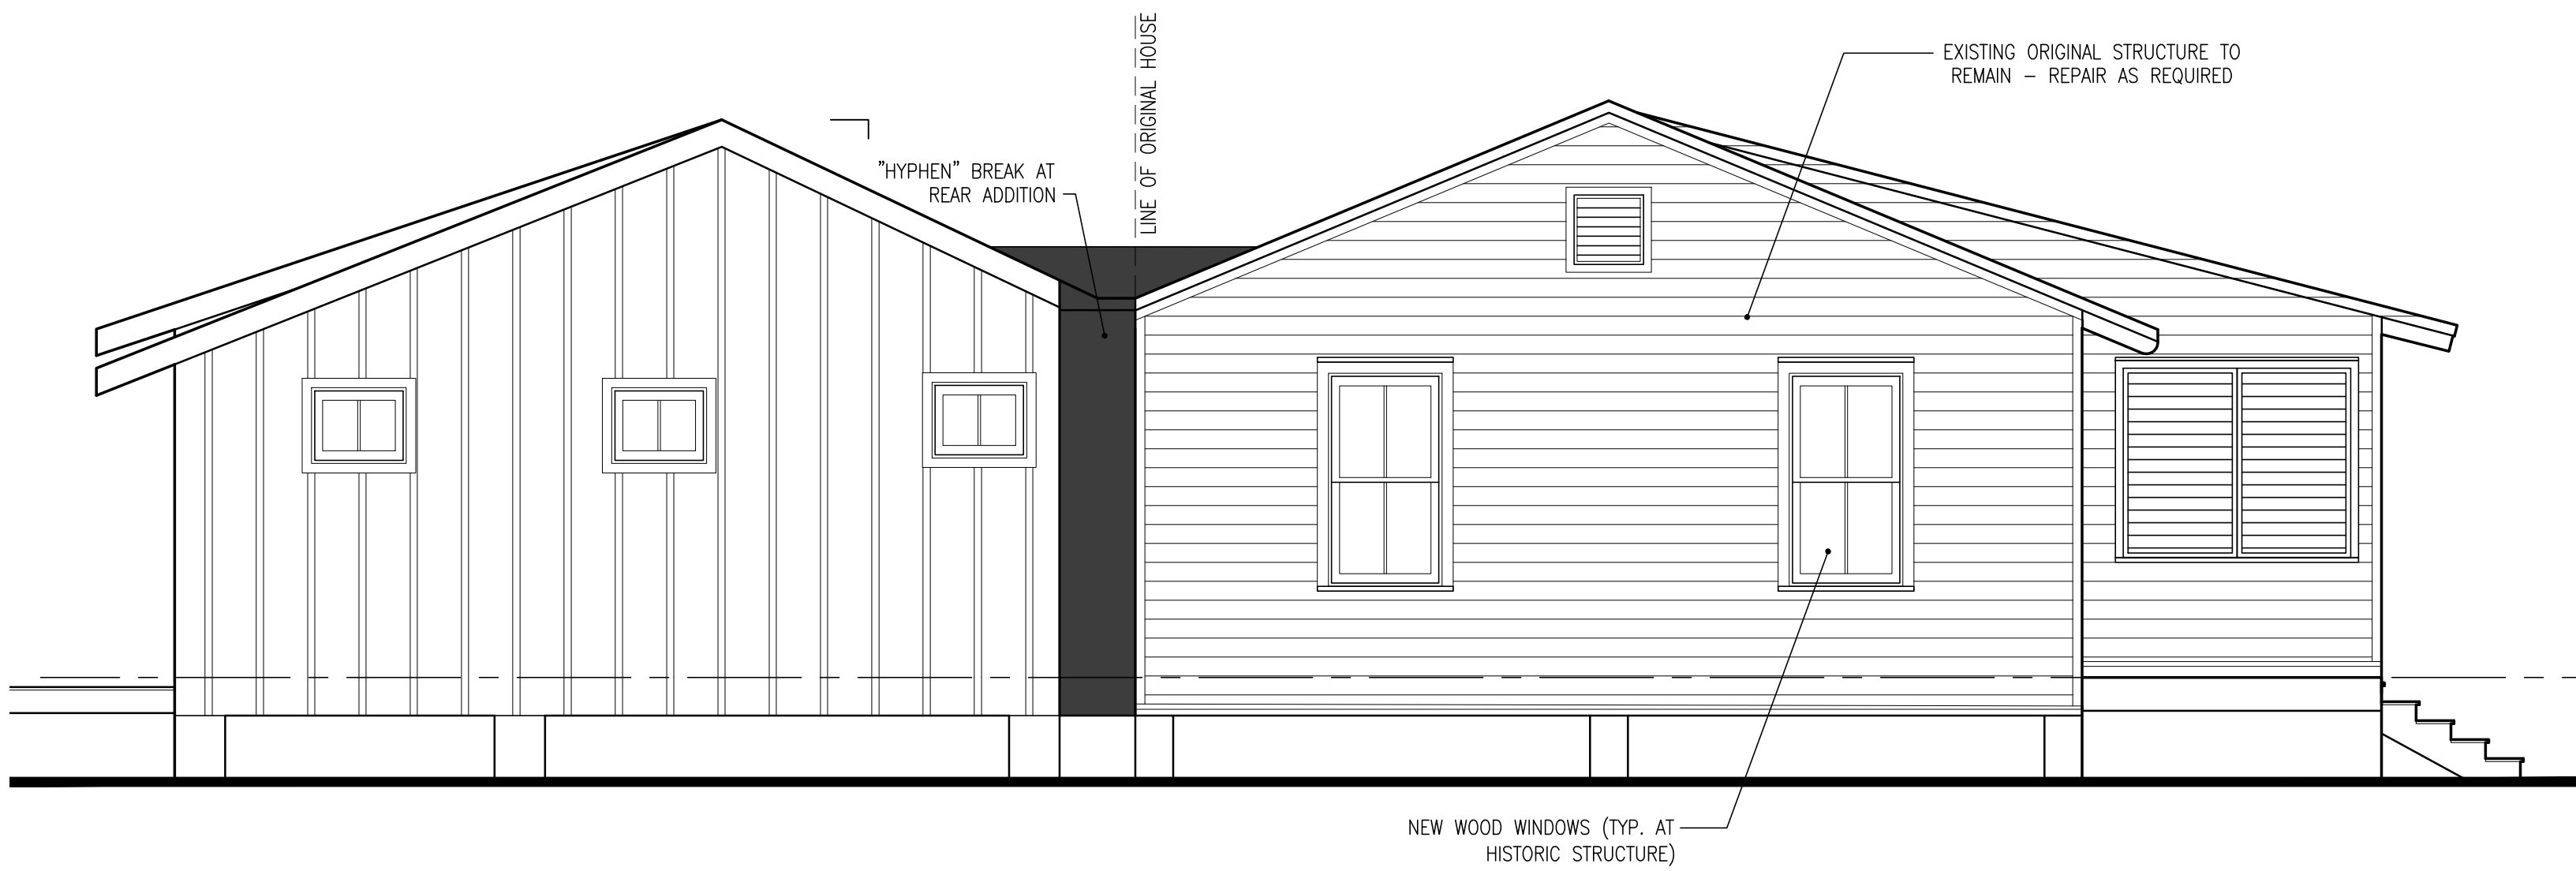 LINE OF ORIGINAL HOUSE
EXISTING ORIGINAL STRUCTURE TO
REMAIN – REPAIR AS REQUIRED
"HYPHEN" BREAK AT
REAR ADDITION
NEW WOOD WINDOWS (TYP. AT
HISTORIC STRUCTURE)